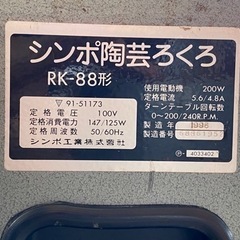 シンポ陶芸ろくろ
RK-88形
▽ 91-51173
定格電圧 100V
定格消費電力 147/125W
定格周波数 50/60Hz
シンポ工業株式会社
使用電動機 200W
定格電流 5.6/4.8A
ターンテーブル回転数
0~200/240R.P.M.
製造年 1996
製造番号
4033402